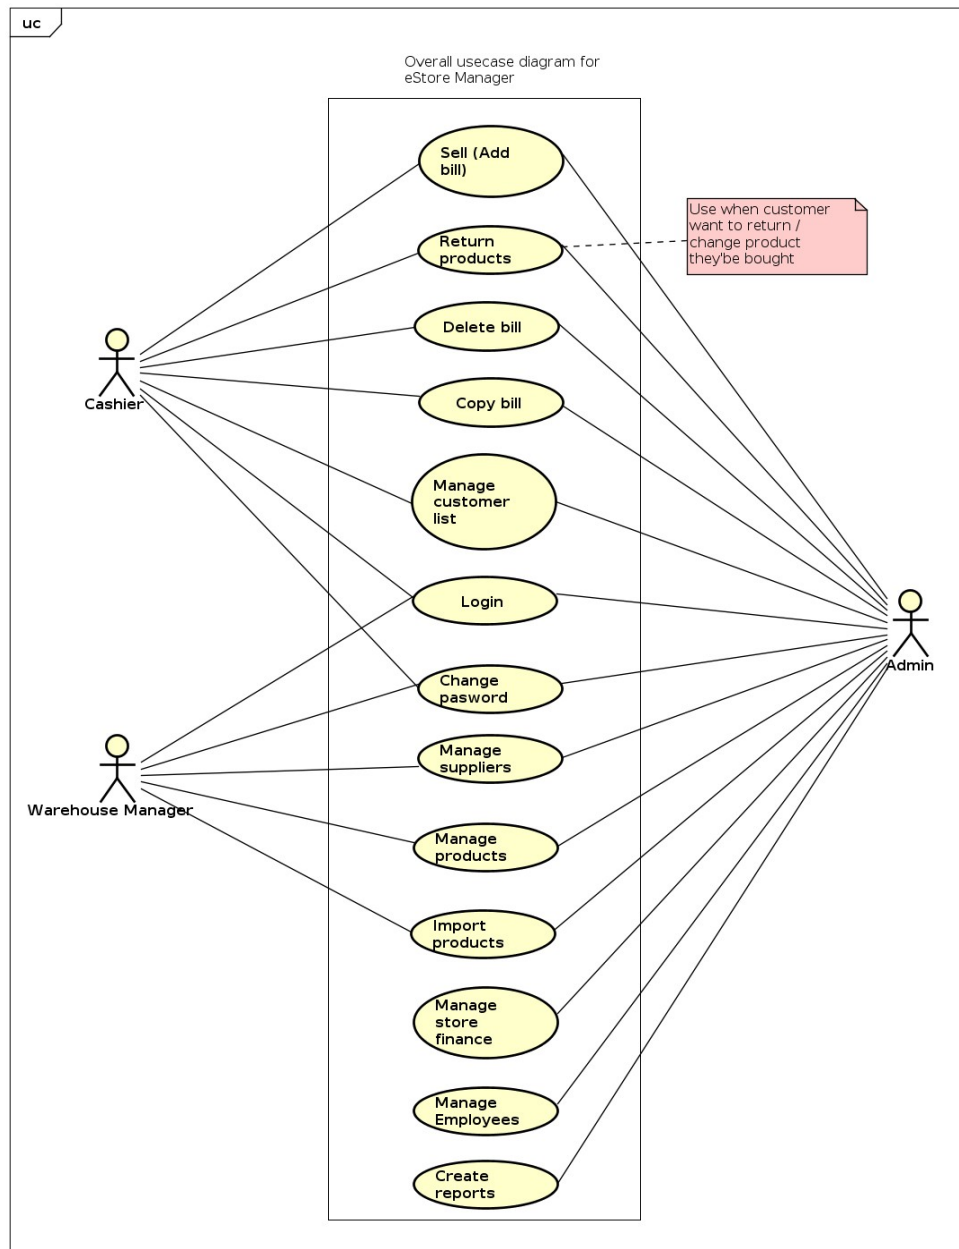 uc
Overall usecase diagram for
eStore Manager
Sell (Add
bill)
Use when customer
want to return /
change product
they'be bought
Return
products
Delete bill
Cashier
Copy bill
Manage
customer
list
Login
Admin
Change
pasword
Manage
suppliers
Warehouse Manager
Manage
products
Import
products
Manage
store
finance
Manage
Employees
Create
reports